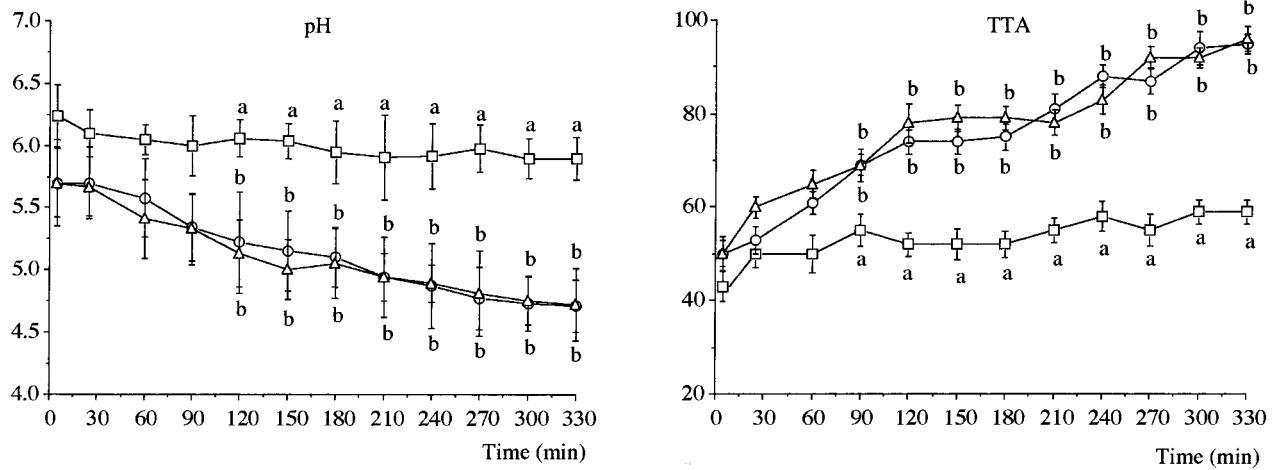 pH
7.0
6.5
6.0
5.5
5.0
4.5
4.0
a a a a a a a a
b b b b b b b b
b b b b b b b b
0 30 60 90 120 150 180 210 240 270 300 330
Time (min)
TTA
100
80
60
40
20
b b b b b b b b b
b b b b b b b b b
a a a a a a a a a
0 30 60 90 120 150 180 210 240 270 300 330
Time (min)